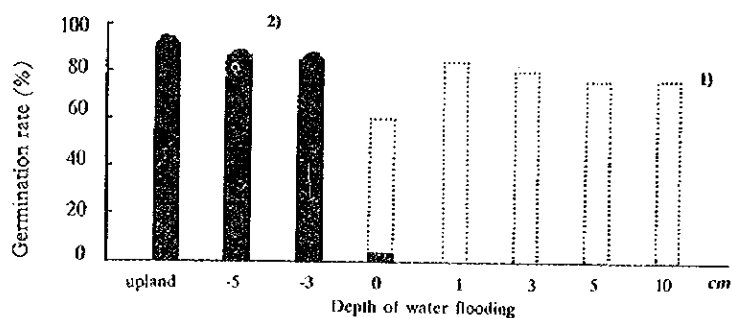 Germination rate (%)
100
80
60
40
20
0
2)
1)
upland -5 -3 0 1 3 5 10 cm
Depth of water flooding